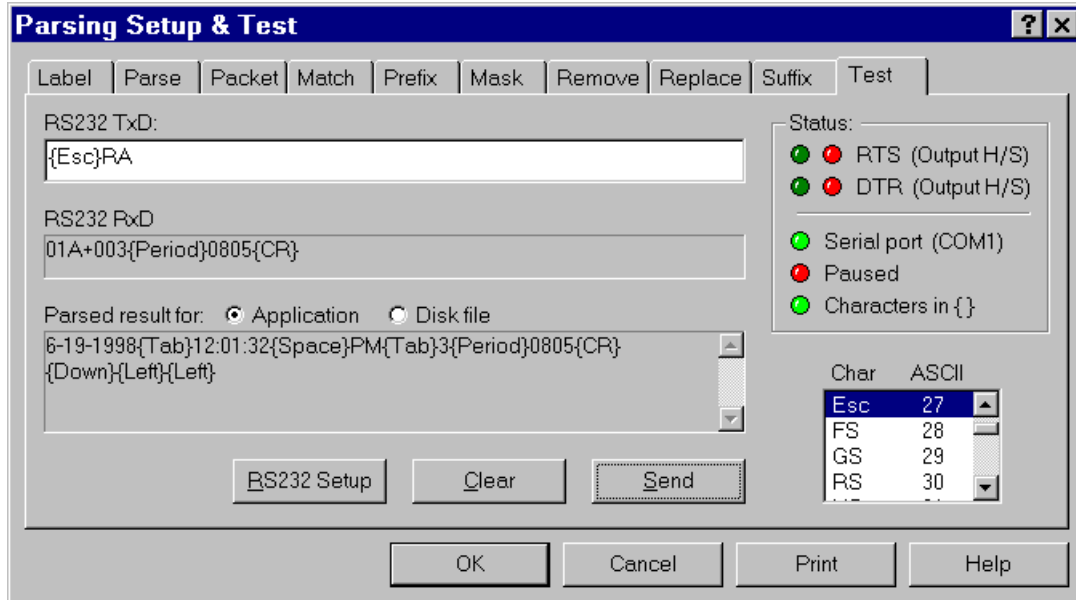 Parsing Setup & Test
? ×
Label Parse Packet Match Prefix Mask Remove Replace Suffix Test
RS232 TxD:
{Esc}RA
RS232 RxD
01A+003{Period}0805{CR}
Parsed result for: Application Disk file
6-19-1998{Tab}12:01:32{Space}PM{Tab}3{Period}0805{CR}
{Down}{Left}{Left}
RS232 Setup Clear Send
Status:
RTS (Output H/S)
DTR (Output H/S)
Serial port (COM1)
Paused
Characters in { }
Char ASCII
Esc 27
FS 28
GS 29
RS 30
OK Cancel Print Help